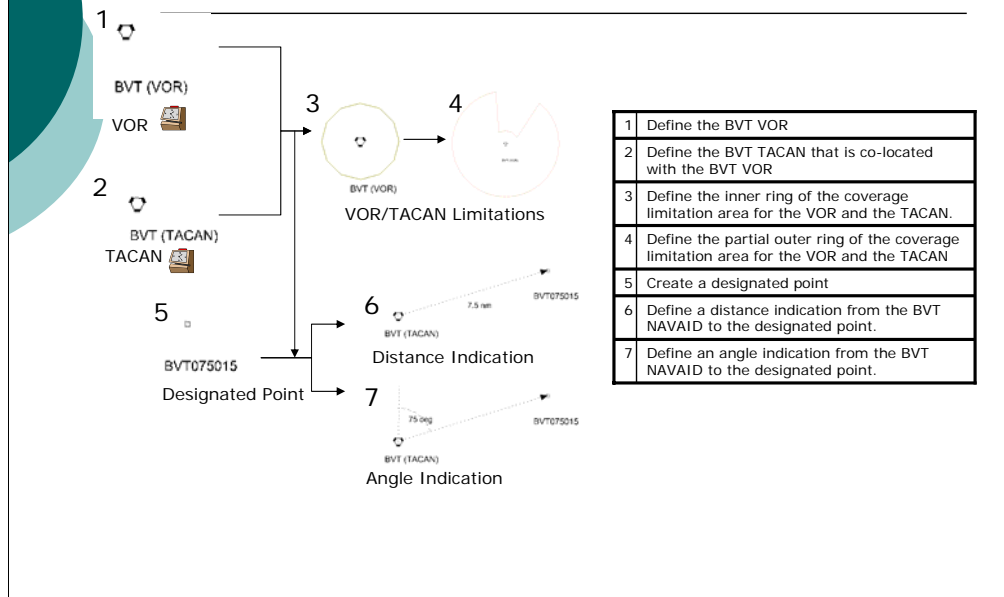 1
BVT (VOR)
VOR
2
BVT (TACAN)
TACAN
3
BVT (VOR)
4
VOR/TACAN Limitations
5
BVT075015
Designated Point
6
7.5 nm
BVT075015
BVT (TACAN)
Distance Indication
7
75 deg
BVT075015
BVT (TACAN)
Angle Indication
1 Define the BVT VOR
2 Define the BVT TACAN that is co-located
with the BVT VOR
3 Define the inner ring of the coverage
limitation area for the VOR and the TACAN.
4 Define the partial outer ring of the coverage
limitation area for the VOR and the TACAN
5 Create a designated point
6 Define a distance indication from the BVT
NAVAID to the designated point.
7 Define an angle indication from the BVT
NAVAID to the designated point.